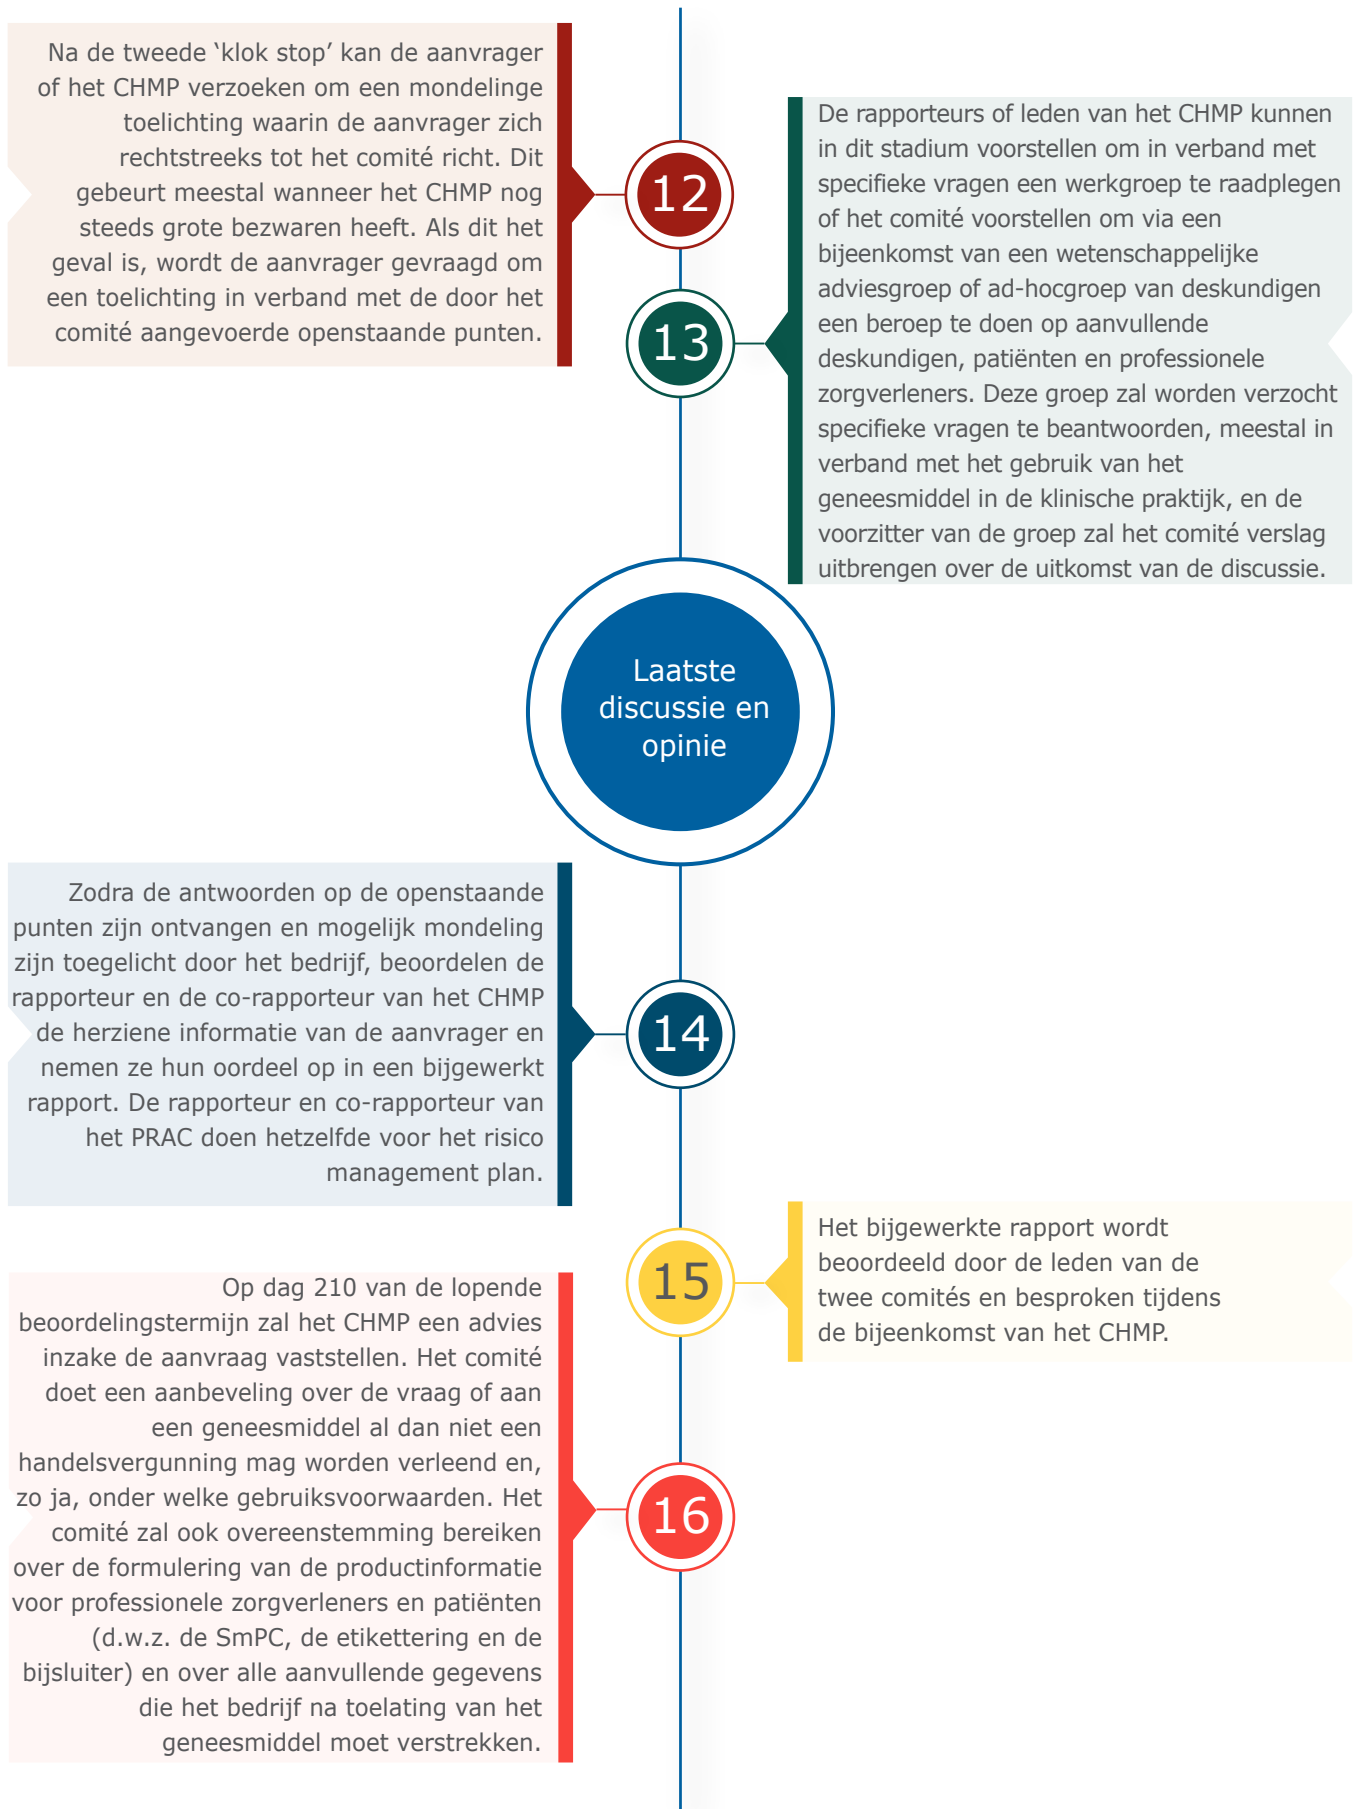 Na de tweede ‘klok stop’ kan de aanvrager
of het CHMP verzoeken om een mondelinge
toelichting waarin de aanvrager zich
rechtstreeks tot het comité richt. Dit
gebeurt meestal wanneer het CHMP nog
steeds grote bezwaren heeft. Als dit het
geval is, wordt de aanvrager gevraagd om
een toelichting in verband met de door het
comité aangevoerde openstaande punten.
12
De rapporteurs of leden van het CHMP kunnen
in dit stadium voorstellen om in verband met
specifieke vragen een werkgroep te raadplegen
of het comité voorstellen om via een
bijeenkomst van een wetenschappelijke
adviesgroep of ad-hocgroep van deskundigen
een beroep te doen op aanvullende
deskundigen, patiënten en professionele
zorgverleners. Deze groep zal worden verzocht
specifieke vragen te beantwoorden, meestal in
verband met het gebruik van het
geneesmiddel in de klinische praktijk, en de
voorzitter van de groep zal het comité verslag
uitbrengen over de uitkomst van de discussie.
13
Laatste
discussie en
opinie
Zodra de antwoorden op de openstaande
punten zijn ontvangen en mogelijk mondeling
zijn toegelicht door het bedrijf, beoordelen de
rapporteur en de co-rapporteur van het CHMP
de herziene informatie van de aanvrager en
nemen ze hun oordeel op in een bijgewerkt
rapport. De rapporteur en co-rapporteur van
het PRAC doen hetzelfde voor het risico
management plan.
14
Het bijgewerkte rapport wordt
beoordeeld door de leden van de
twee comités en besproken tijdens
de bijeenkomst van het CHMP.
15
Op dag 210 van de lopende
beoordelingstermijn zal het CHMP een advies
inzake de aanvraag vaststellen. Het comité
doet een aanbeveling over de vraag of aan
een geneesmiddel al dan niet een
handelsvergunning mag worden verleend en,
zo ja, onder welke gebruiksvoorwaarden. Het
comité zal ook overeenstemming bereiken
over de formulering van de productinformatie
voor professionele zorgverleners en patiënten
(d.w.z. de SmPC, de etikettering en de
bijsluiter) en over alle aanvullende gegevens
die het bedrijf na toelating van het
geneesmiddel moet verstrekken.
16